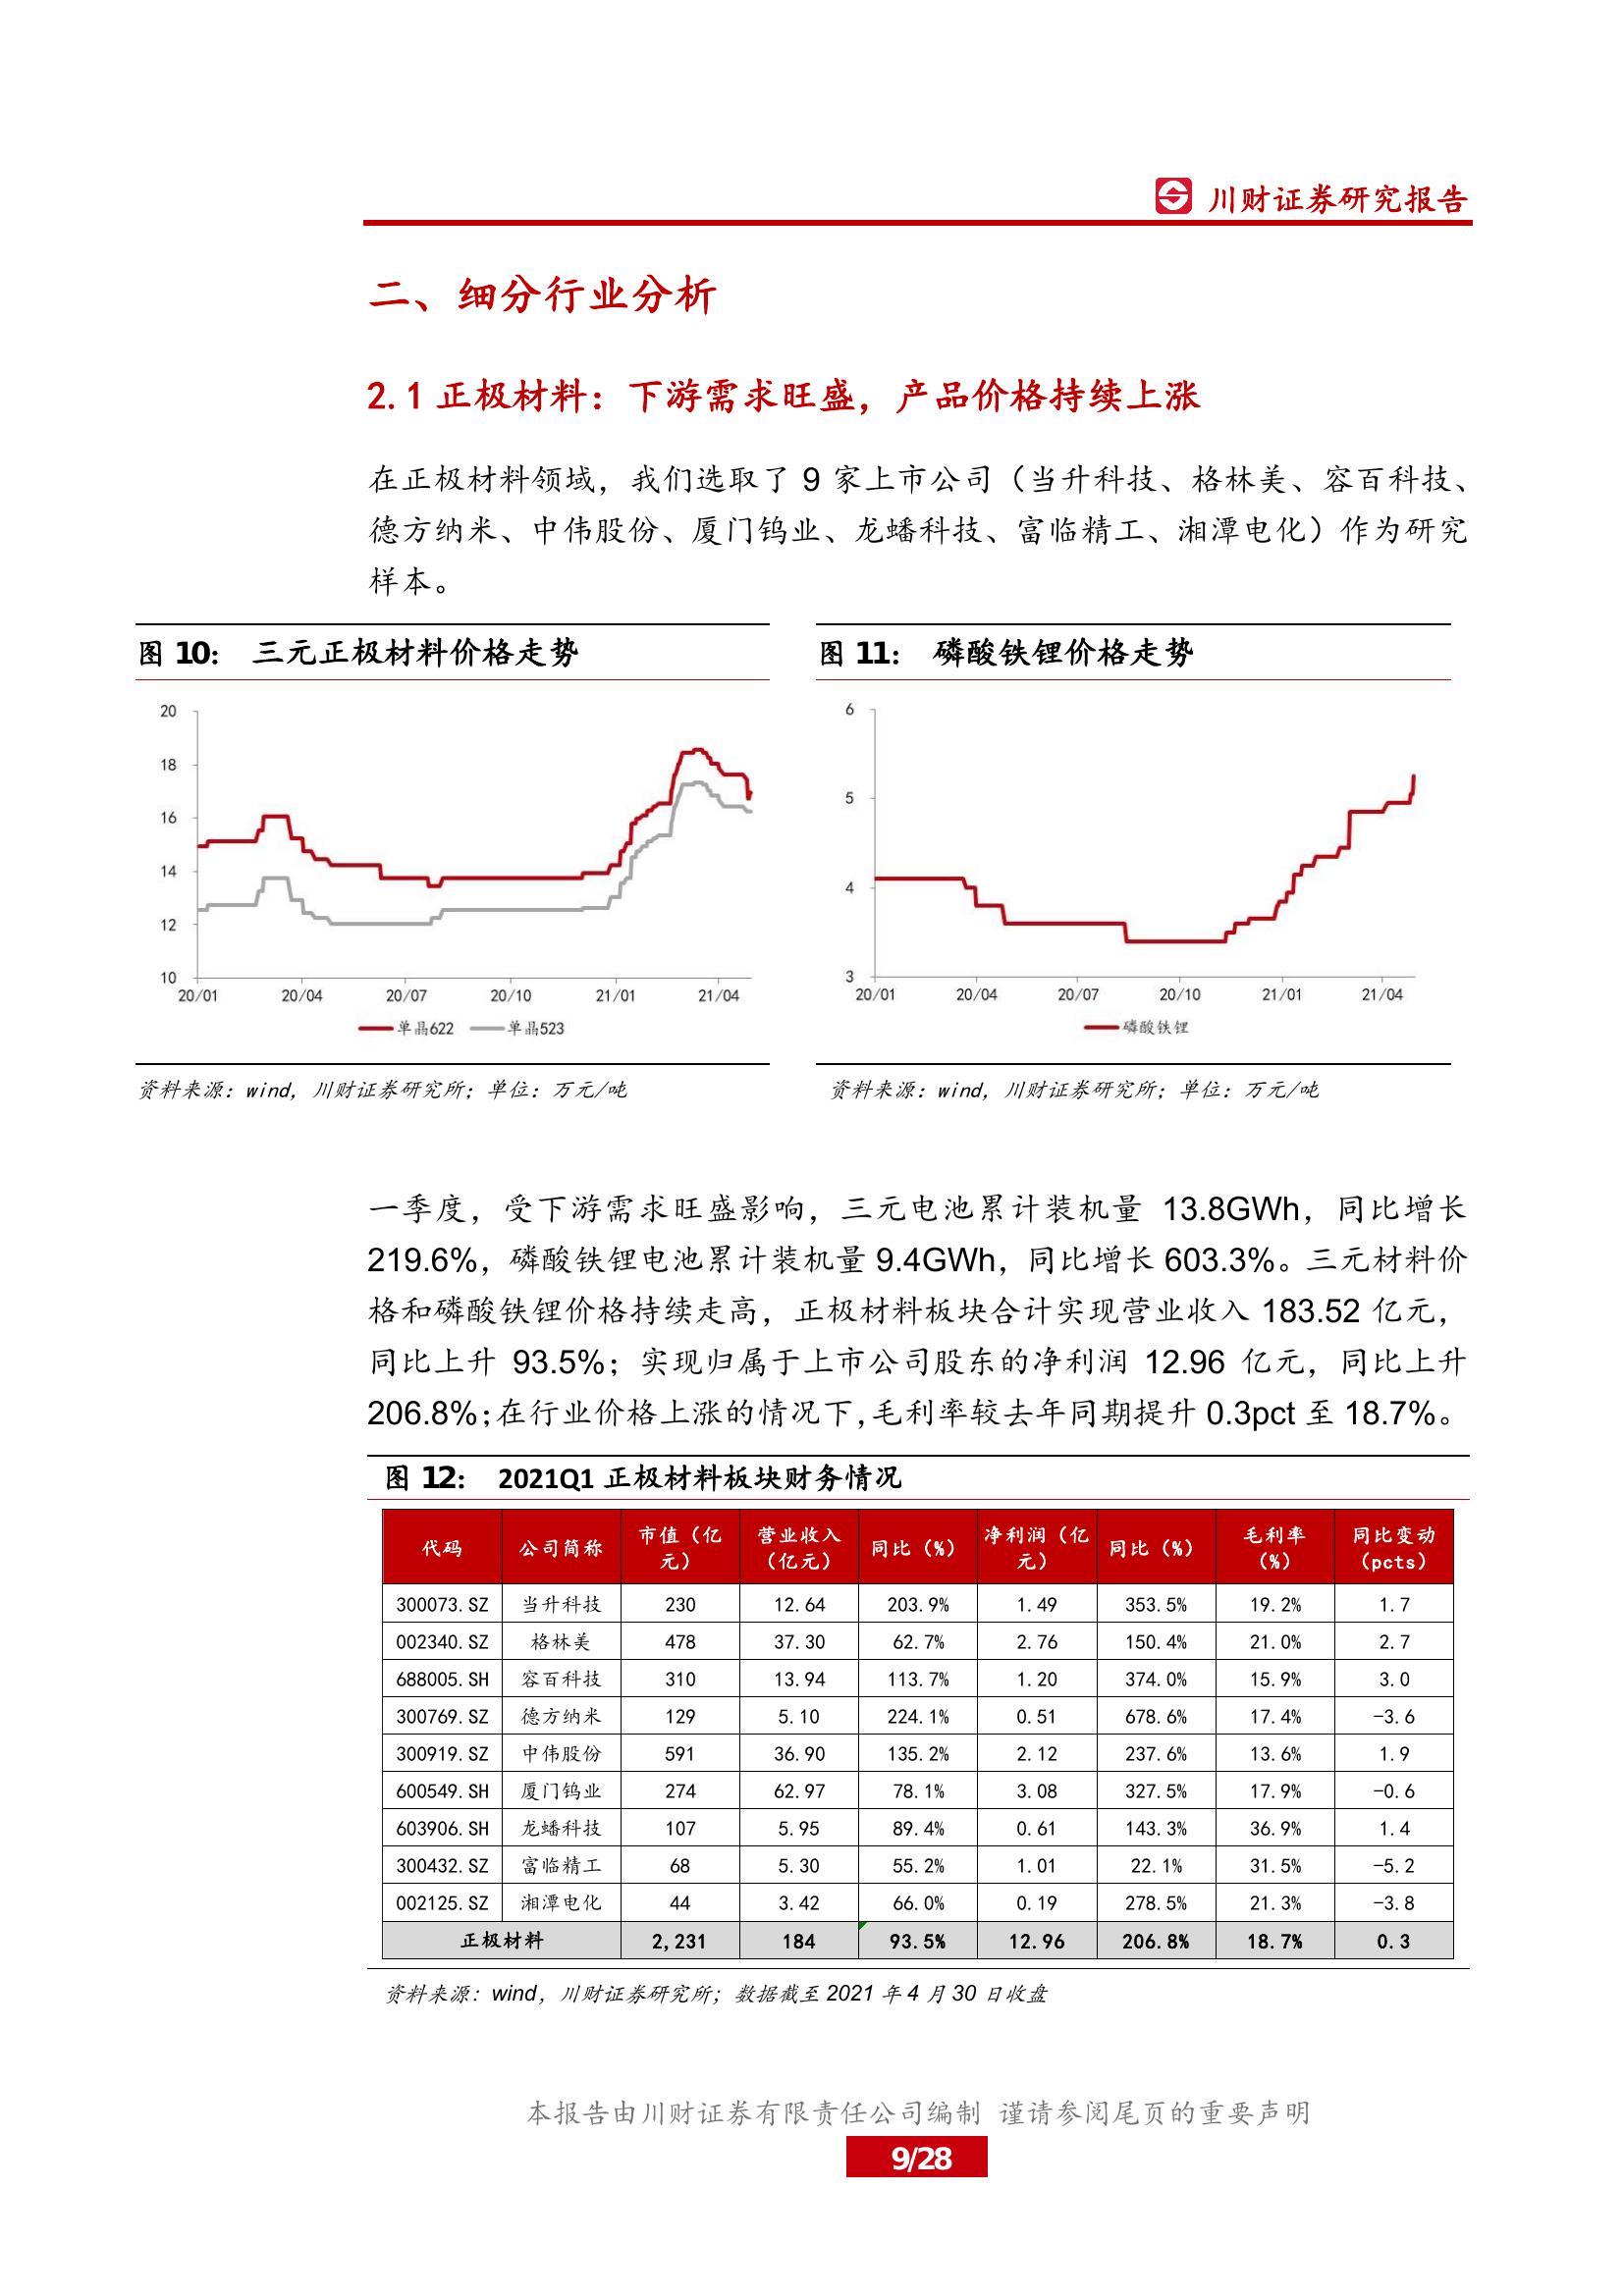 川财证券研究报告
二、细分行业分析
2.1 正极材料：下游需求旺盛，产品价格持续上涨
在正极材料领域，我们选取了 9 家上市公司（当升科技、格林美、容百科技、
德方纳米、中伟股份、厦门钨业、龙蟠科技、富临精工、湘潭电化）作为研究
样本。
图 10： 三元正极材料价格走势
20
18
16
14
12
10
20/01 20/04 20/07 20/10 21/01 21/04
单晶622 单晶523
资料来源：wind，川财证券研究所；单位：万元/吨
图 11： 磷酸铁锂价格走势
6
5
4
3
20/01 20/04 20/07 20/10 21/01 21/04
磷酸铁锂
资料来源：wind，川财证券研究所；单位：万元/吨
一季度，受下游需求旺盛影响，三元电池累计装机量 13.8GWh，同比增长
219.6%，磷酸铁锂电池累计装机量 9.4GWh，同比增长 603.3%。三元材料价
格和磷酸铁锂价格持续走高，正极材料板块合计实现营业收入 183.52 亿元，
同比上升 93.5%；实现归属于上市公司股东的净利润 12.96 亿元，同比上升
206.8%；在行业价格上涨的情况下，毛利率较去年同期提升 0.3pct 至 18.7%。
图 12： 2021Q1 正极材料板块财务情况
代码 公司简称 市值（亿元） 营业收入（亿元） 同比（%） 净利润（亿元） 同比（%） 毛利率（%） 同比变动（pcts）
300073.SZ 当升科技 230 12.64 203.9% 1.49 353.5% 19.2% 1.7
002340.SZ 格林美 478 37.30 62.7% 2.76 150.4% 21.0% 2.7
688005.SH 容百科技 310 13.94 113.7% 1.20 374.0% 15.9% 3.0
300769.SZ 德方纳米 129 5.10 224.1% 0.51 678.6% 17.4% -3.6
300919.SZ 中伟股份 591 36.90 135.2% 2.12 237.6% 13.6% 1.9
600549.SH 厦门钨业 274 62.97 78.1% 3.08 327.5% 17.9% -0.6
603906.SH 龙蟠科技 107 5.95 89.4% 0.61 143.3% 36.9% 1.4
300432.SZ 富临精工 68 5.30 55.2% 1.01 22.1% 31.5% -5.2
002125.SZ 湘潭电化 44 3.42 66.0% 0.19 278.5% 21.3% -3.8
正极材料 2,231 184 93.5% 12.96 206.8% 18.7% 0.3
资料来源：wind，川财证券研究所；数据截至 2021 年 4 月 30 日收盘
本报告由川财证券有限责任公司编制 谨请参阅尾页的重要声明
9/28